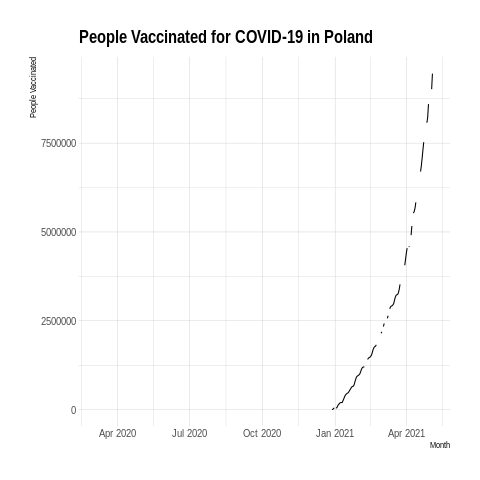 People Vaccinated for COVID-19 in Poland
People Vaccinated
7500000
5000000
2500000
0
Apr 2020 Jul 2020 Oct 2020 Jan 2021 Apr 2021
Month